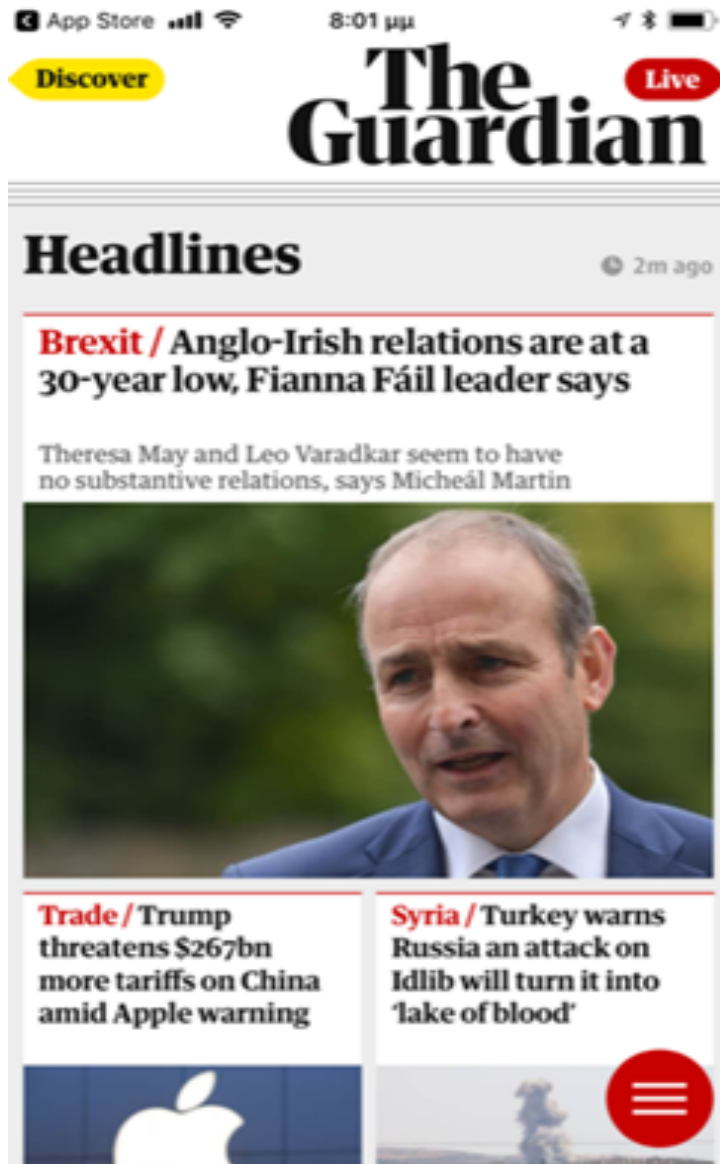 App Store
8:01 μμ
Discover
The
Guardian
Live
Headlines
2m ago
Brexit / Anglo-Irish relations are at a
30-year low, Fianna Fáil leader says
Theresa May and Leo Varadkar seem to have
no substantive relations, says Micheál Martin
Trade / Trump
threatens $267bn
more tariffs on China
amid Apple warning
Syria / Turkey warns
Russia an attack on
Idlib will turn it into
‘lake of blood’